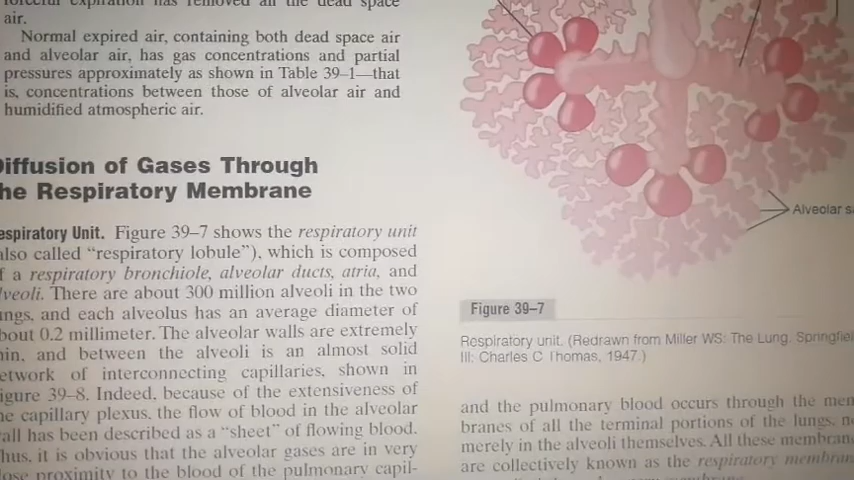 forceful expiration has removed all the dead space
air.
Normal expired air, containing both dead space air
and alveolar air, has gas concentrations and partial
pressures approximately as shown in Table 39–1—that
is, concentrations between those of alveolar air and
humidified atmospheric air.
iffusion of Gases Through
he Respiratory Membrane
espiratory Unit. Figure 39–7 shows the respiratory unit
also called “respiratory lobule”), which is composed
f a respiratory bronchiole, alveolar ducts, atria, and
lveoli. There are about 300 million alveoli in the two
ungs, and each alveolus has an average diameter of
bout 0.2 millimeter. The alveolar walls are extremely
hin, and between the alveoli is an almost solid
etwork of interconnecting capillaries, shown in
igure 39–8. Indeed, because of the extensiveness of
he capillary plexus, the flow of blood in the alveolar
all has been described as a “sheet” of flowing blood.
hus, it is obvious that the alveolar gases are in very
lose proximity to the blood of the pulmonary capil-
Alveolar s
Figure 39–7
Respiratory unit. (Redrawn from Miller WS: The Lung. Springfiel
Ill: Charles C Thomas, 1947.)
and the pulmonary blood occurs through the mem
branes of all the terminal portions of the lungs, no
merely in the alveoli themselves. All these membran
are collectively known as the respiratory membran